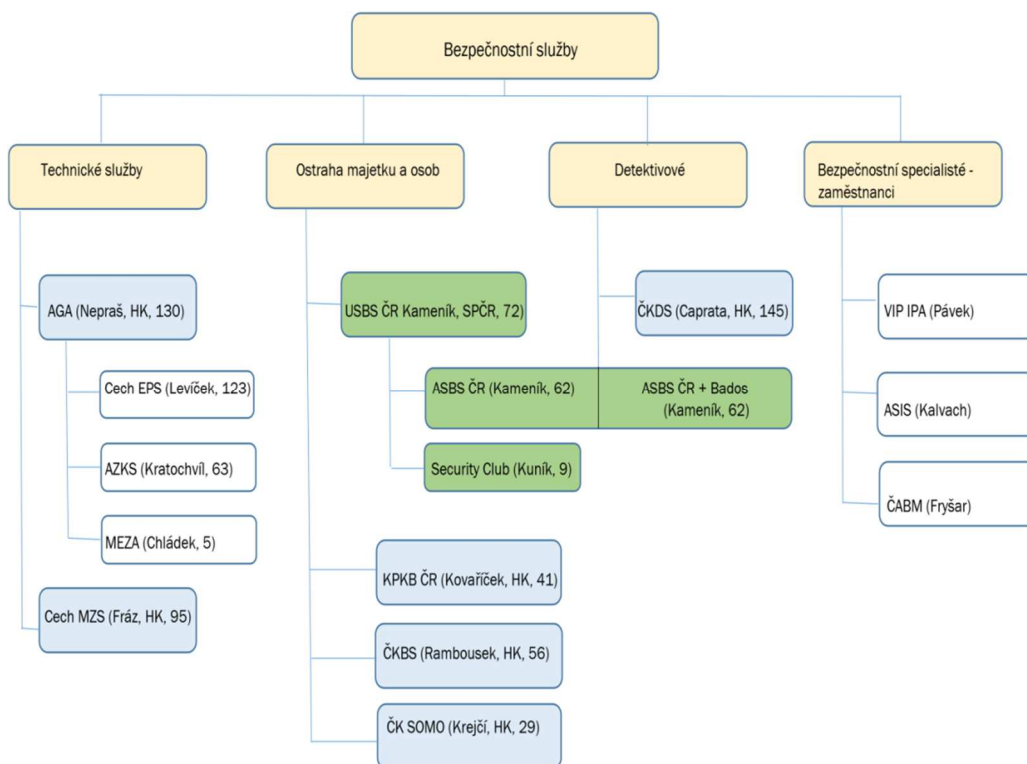 Bezpečnostní služby
Technické služby
Ostraha majetku a osob
Detektivové
Bezpečnostní specialisté -
zaměstnanci
AGA (Nepraš, HK, 130)
Cech EPS (Levíček, 123)
AZKS (Kratochvíl, 63)
MEZA (Chládek, 5)
Cech MZS (Fráz, HK, 95)
USBS ČR Kameník, SPČR, 72)
ASBS ČR (Kameník, 62)
Security Club (Kuník, 9)
KPKB ČR (Kovaříček, HK, 41)
ČKBS (Rambousek, HK, 56)
ČK SOMO (Krejčí, HK, 29)
ČKDS (Caprata, HK, 145)
ASBS ČR + Bados
(Kameník, 62)
VIP IPA (Pávek)
ASIS (Kalvach)
ČABM (Fryšar)